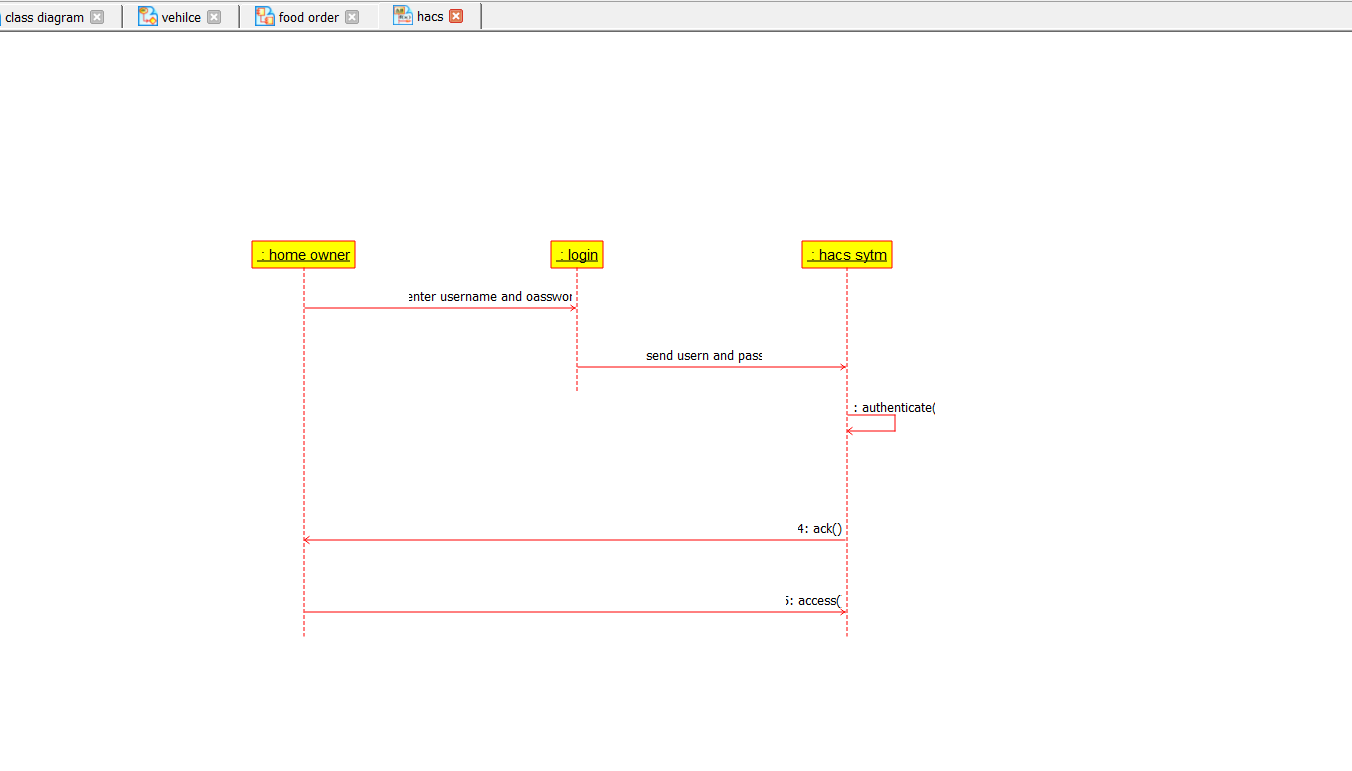 class diagram
vehilce
food order
hacs
: home owner
: login
: hacs sytm
enter username and oasswor
send usern and pass
: authenticate(
4: ack()
5: access(